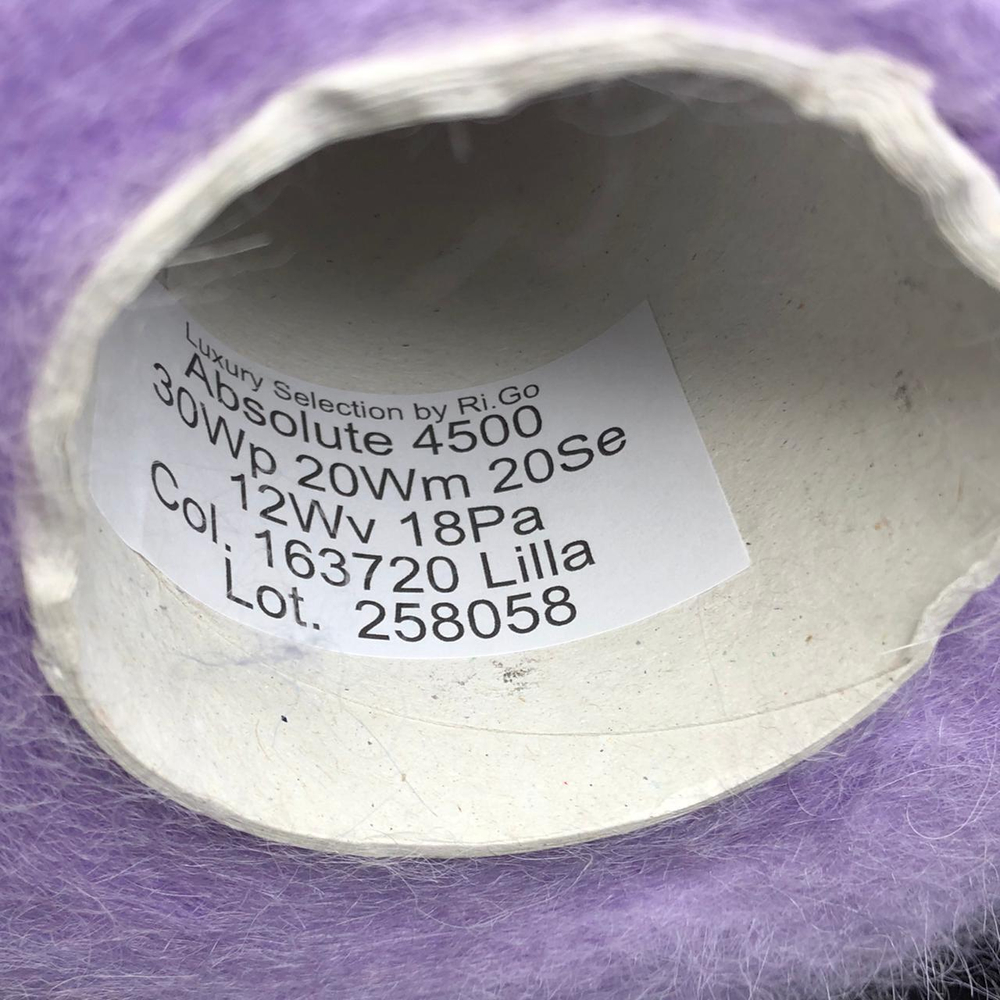 Luxury Selection by Ri.Go
Absolute 4500
30Wp 20Wm 20Se
12Wv 18Pa
Col. 163720 Lilla
Lot. 258058